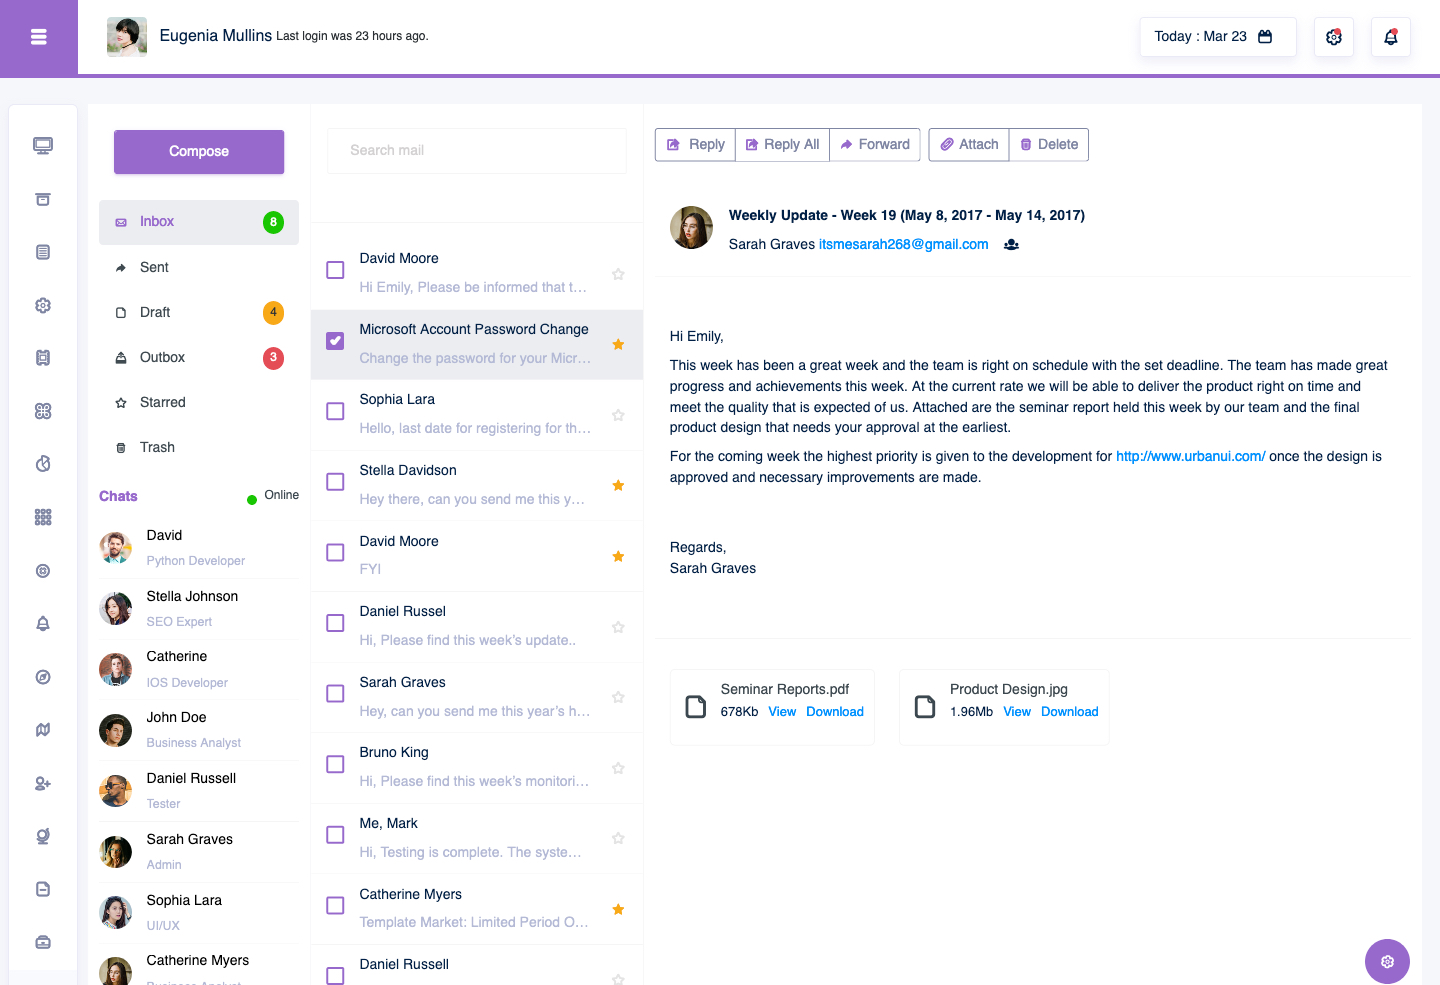 Eugenia Mullins Last login was 23 hours ago.
Today : Mar 23
Compose
Inbox 8
Sent
Draft 4
Outbox 3
Starred
Trash
Chats Online
David
Python Developer
Stella Johnson
SEO Expert
Catherine
IOS Developer
John Doe
Business Analyst
Daniel Russell
Tester
Sarah Graves
Admin
Sophia Lara
UI/UX
Catherine Myers
Business Analyst
Search mail
David Moore
Hi Emily, Please be informed that t...
Microsoft Account Password Change
Change the password for your Micr...
Sophia Lara
Hello, last date for registering for th...
Stella Davidson
Hey there, can you send me this y...
David Moore
FYI
Daniel Russel
Hi, Please find this week's update..
Sarah Graves
Hey, can you send me this year's h...
Bruno King
Hi, Please find this week's monitori...
Me, Mark
Hi, Testing is complete. The syste...
Catherine Myers
Template Market: Limited Period O...
Daniel Russell
Reply Reply All Forward Attach Delete
Weekly Update - Week 19 (May 8, 2017 - May 14, 2017)
Sarah Graves itsmesarah268@gmail.com
Hi Emily,
This week has been a great week and the team is right on schedule with the set deadline. The team has made great
progress and achievements this week. At the current rate we will be able to deliver the product right on time and
meet the quality that is expected of us. Attached are the seminar report held this week by our team and the final
product design that needs your approval at the earliest.
For the coming week the highest priority is given to the development for http://www.urbanui.com/ once the design is
approved and necessary improvements are made.
Regards,
Sarah Graves
Seminar Reports.pdf
678Kb View Download
Product Design.jpg
1.96Mb View Download